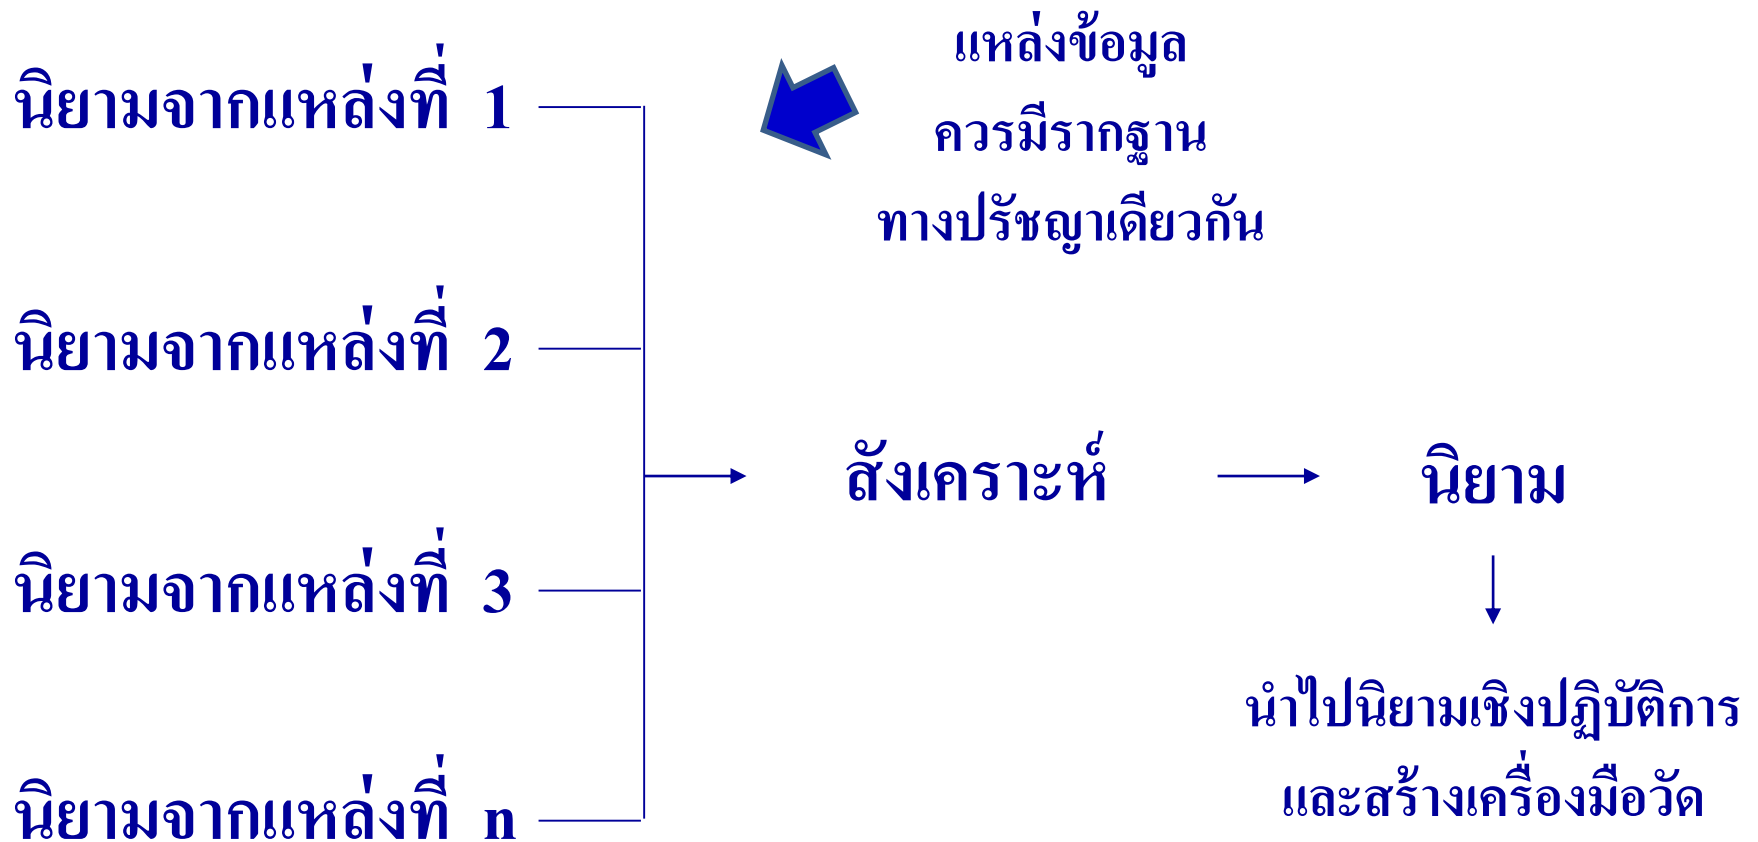 แหล่งข้อมูล
ควรมีรากฐาน
ทางปรัชญาเดียวกัน
นิยามจากแหล่งที่ 1
นิยามจากแหล่งที่ 2
นิยามจากแหล่งที่ 3
นิยามจากแหล่งที่ n
สังเคราะห์
นิยาม
นำไปนิยามเชิงปฏิบัติการ
และสร้างเครื่องมือวัด